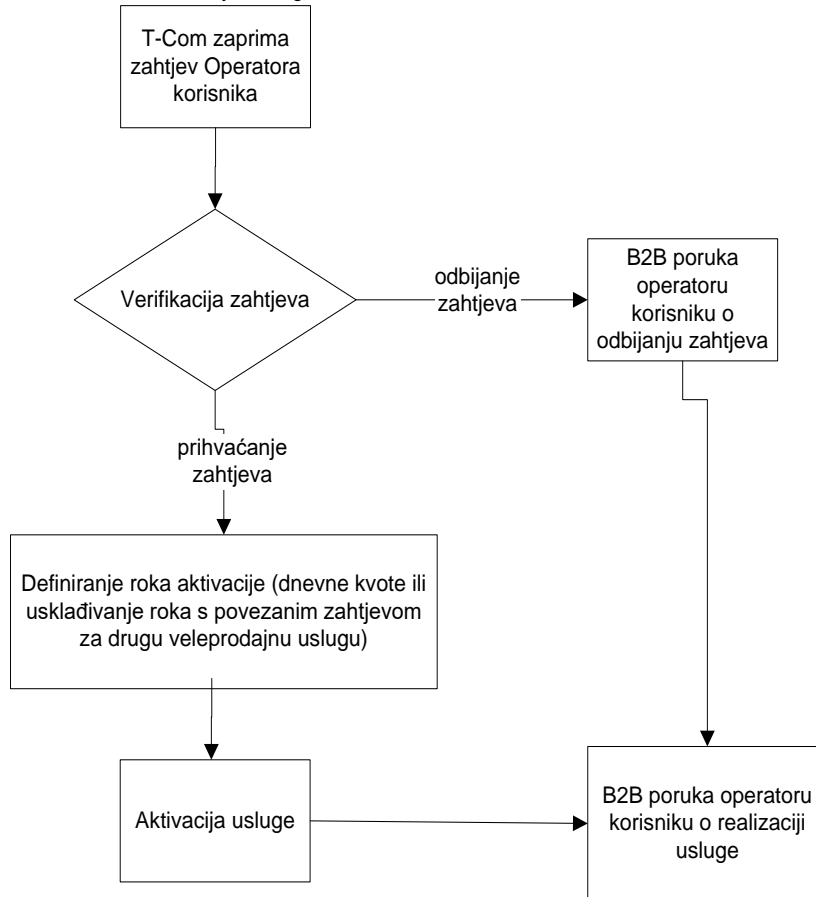 T-Com zaprima
zahtjev Operatora
korisnika
Verifikacija zahtjeva
odbijanje
zahtjeva
B2B poruka
operatoru
korisniku o
odbijanju zahtjeva
prihvaćanje
zahtjeva
Definiranje roka aktivacije (dnevne kvote ili
usklađivanje roka s povezanim zahtjevom
za drugu veleprodajnu uslugu)
Aktivacija usluge
B2B poruka operatoru
korisniku o realizaciji
usluge